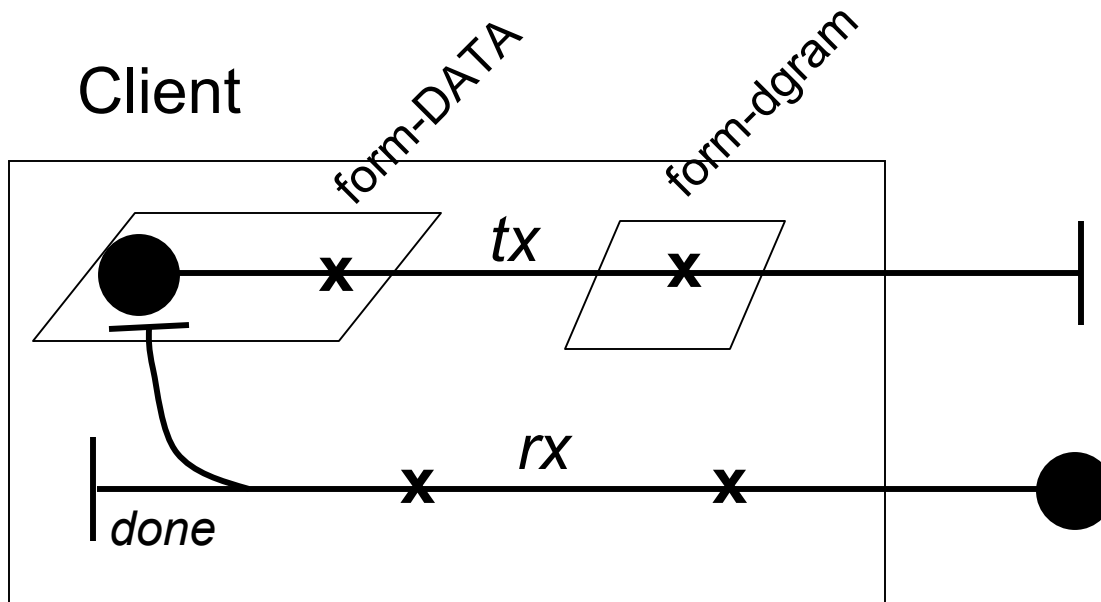 Client
form-DATA
form-dgram
tx
x
x
rx
x
x
done